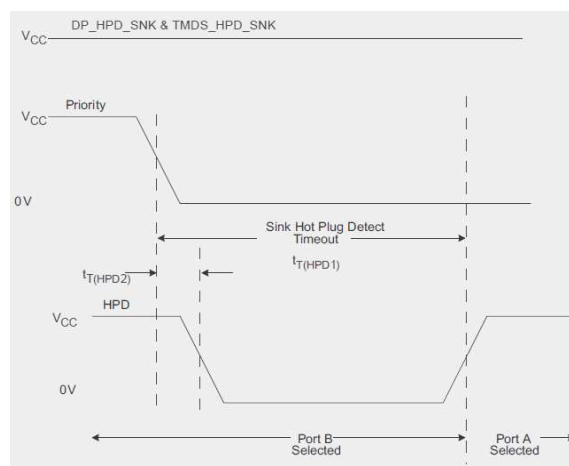 DP_HPD_SNK & TMDS_HPD_SNK
VCC
Priority
VCC
0V
Sink Hot Plug Detect
Timeout
tT(HPD2)
tT(HPD1)
HPD
VCC
0V
Port B
Selected
Port A
Selected